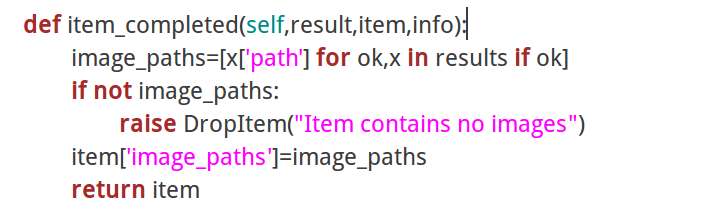 def item_completed(self,result,item,info):
image_paths=[x['path'] for ok,x in results if ok]
if not image_paths:
raise DropItem("Item contains no images")
item['image_paths']=image_paths
return item